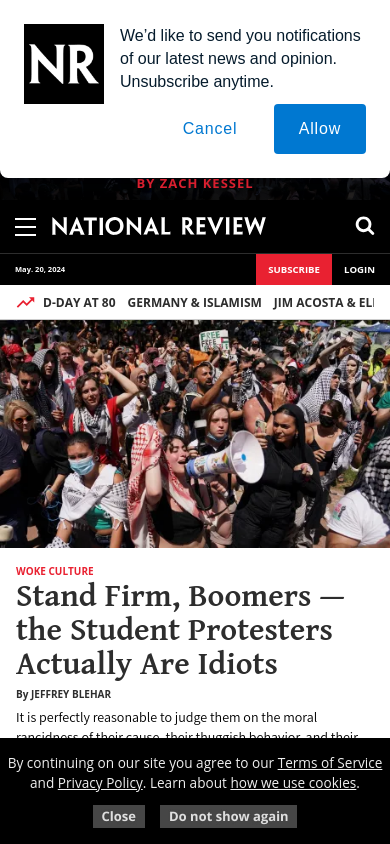 NR
We’d like to send you notifications
of our latest news and opinion.
Unsubscribe anytime.
Cancel
Allow
BY ZACH KESSEL
NATIONAL REVIEW
May. 20, 2024
SUBSCRIBE
LOGIN
D-DAY AT 80 GERMANY & ISLAMISM JIM ACOSTA & ELI
FREE
WOKE CULTURE
Stand Firm, Boomers —
the Student Protesters
Actually Are Idiots
By JEFFREY BLEHAR
It is perfectly reasonable to judge them on the moral
rancidness of their cause, their thuggish behavior, and their
By continuing on our site you agree to our Terms of Service
and Privacy Policy. Learn about how we use cookies.
Close
Do not show again